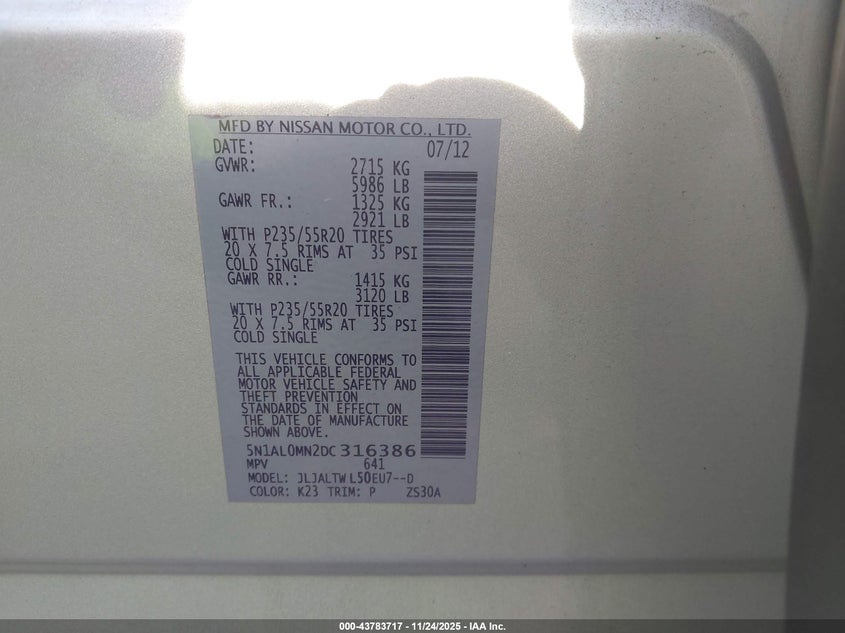 MFD BY NISSAN MOTOR CO., LTD.
DATE: 07/12
GVWR: 2715 KG
5986 LB
GAWR FR.: 1325 KG
2921 LB
WITH P235/55R20 TIRES
20 X 7.5 RIMS AT 35 PSI
COLD SINGLE
GAWR RR.: 1415 KG
3120 LB
WITH P235/55R20 TIRES
20 X 7.5 RIMS AT 35 PSI
COLD SINGLE
THIS VEHICLE CONFORMS TO
ALL APPLICABLE FEDERAL
MOTOR VEHICLE SAFETY AND
THEFT PREVENTION
STANDARDS IN EFFECT ON
THE DATE OF MANUFACTURE
SHOWN ABOVE.
5N1AL0MN2DC316386
MPV 641
MODEL: JLJALTWL50EU7--D
COLOR: K23 TRIM: P ZS30A
000-43783717 - 11/24/2025 - IAA Inc.